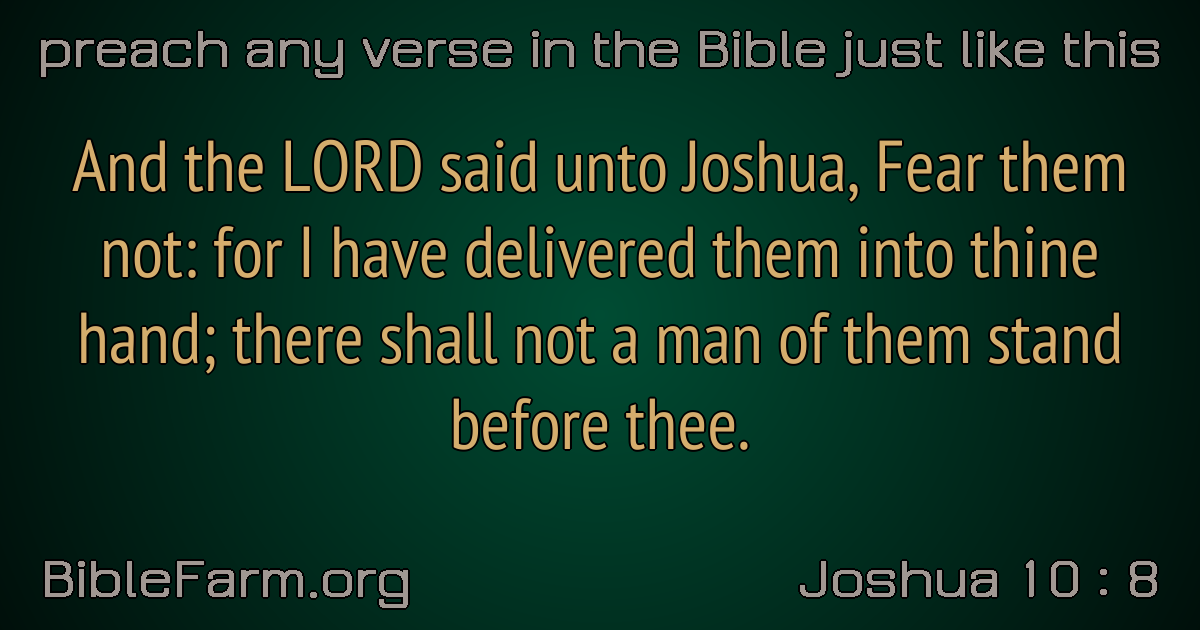 preach any verse in the Bible just like this
And the LORD said unto Joshua, Fear them
not: for I have delivered them into thine
hand; there shall not a man of them stand
before thee.
BibleFarm.org
Joshua 10 : 8